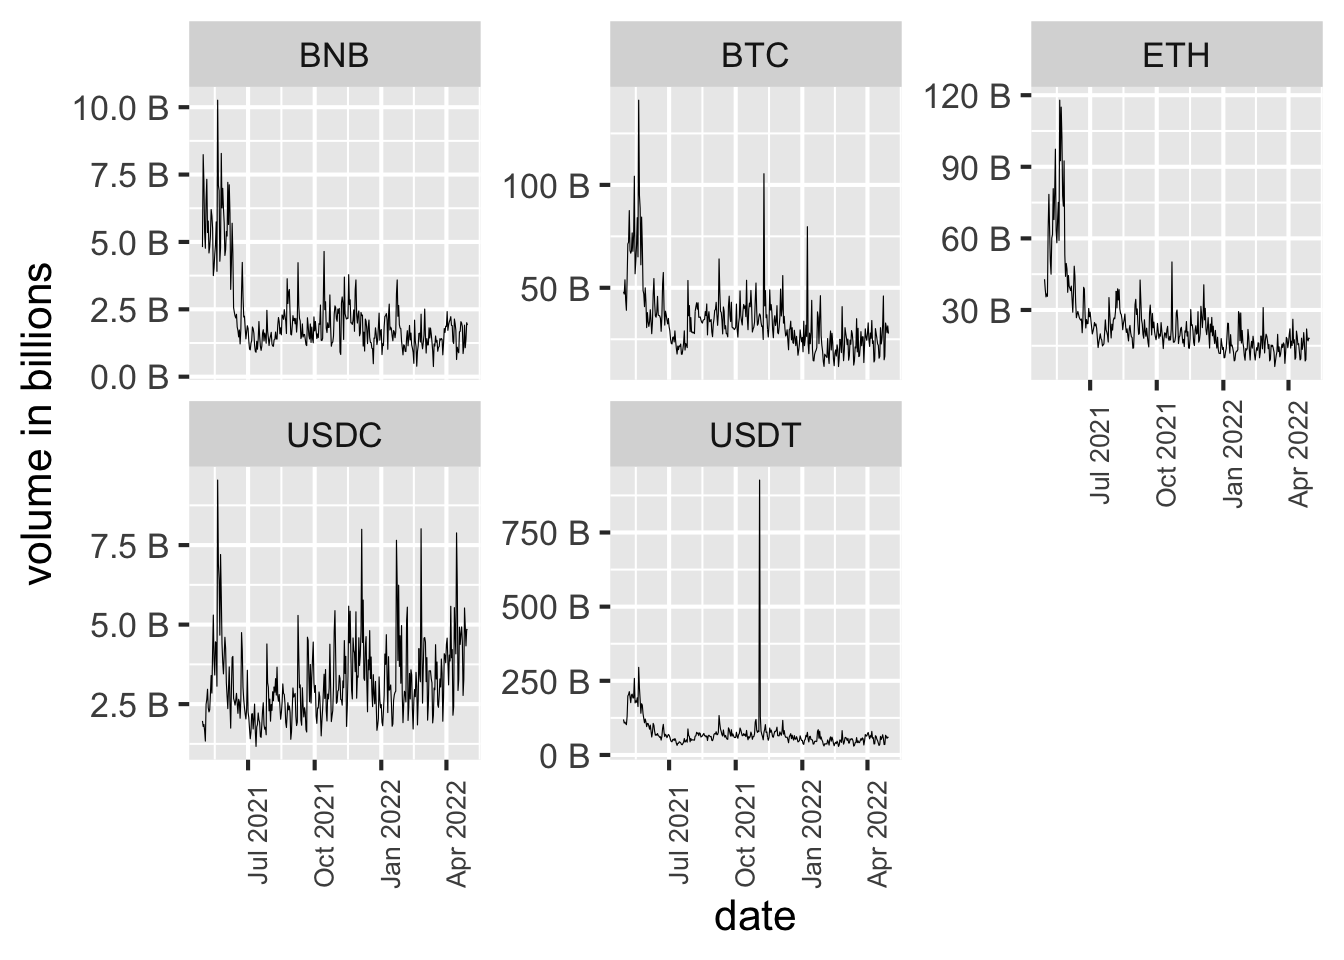 volume in billions
BNB
10.0 B
7.5 B
5.0 B
2.5 B
0.0 B
BTC
100 B
50 B
ETH
120 B
90 B
60 B
30 B
Jul 2021
Oct 2021
Jan 2022
Apr 2022
USDC
7.5 B
5.0 B
2.5 B
Jul 2021
Oct 2021
Jan 2022
Apr 2022
USDT
750 B
500 B
250 B
0 B
Jul 2021
Oct 2021
Jan 2022
Apr 2022
date